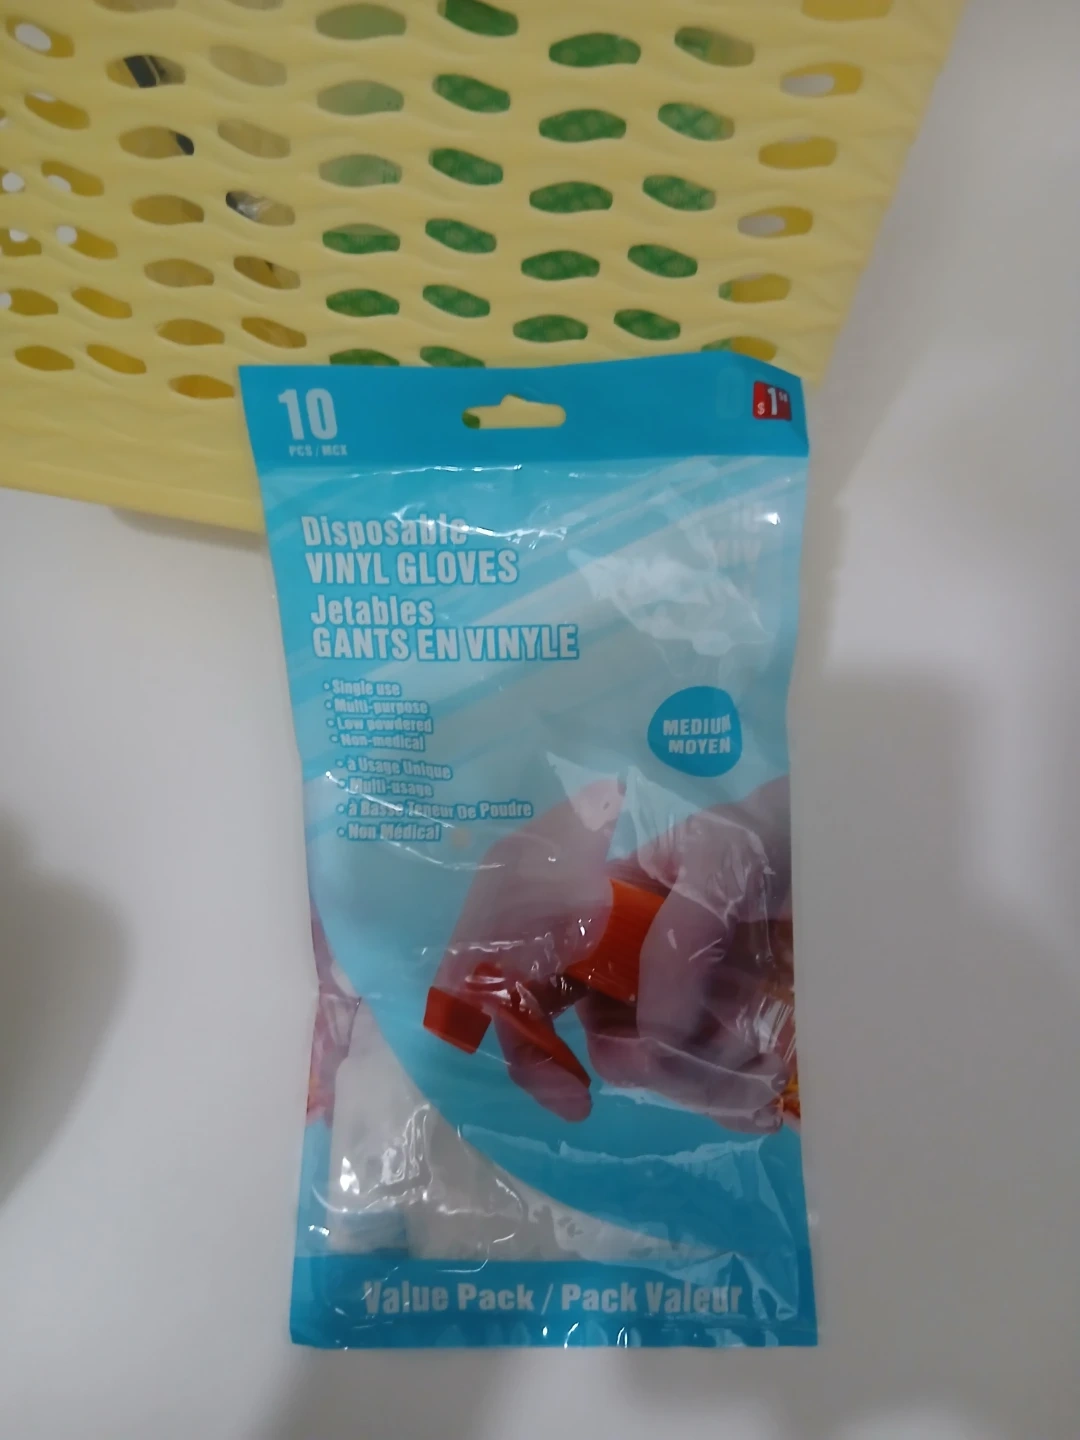 10
PCS / MCX
$1
Disposable
VINYL GLOVES
Jetables
GANTS EN VINYLE
• Single use
• Multi-purpose
• Low powdered
• Non-medical
• à Usage Unique
• Multi-usage
• à Basse Teneur De Poudre
• Non Médical
MEDIUM
MOYEN
Value Pack / Pack Valeur